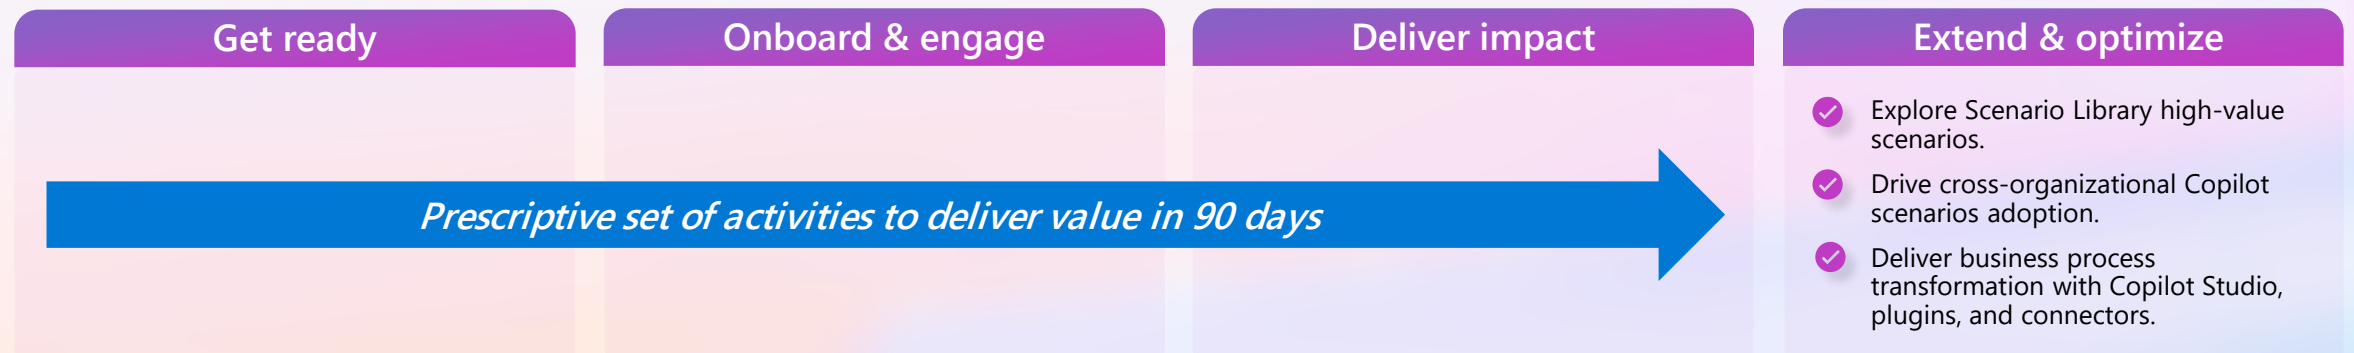 Get ready
Onboard & engage
Deliver impact
Extend & optimize
Prescriptive set of activities to deliver value in 90 days
Explore Scenario Library high-value
scenarios.
Drive cross-organizational Copilot
scenarios adoption.
Deliver business process
transformation with Copilot Studio,
plugins, and connectors.